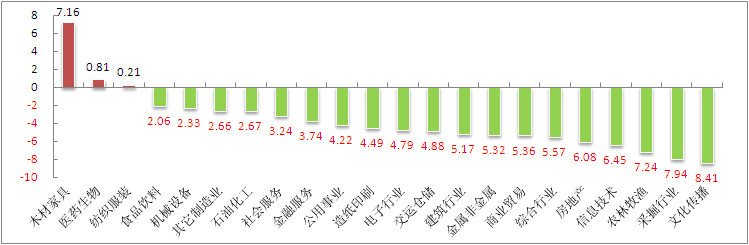 8
6
4
2
0
-2
-4
-6
-8
-10
7.16
0.81
0.21
2.06
2.33
2.66
2.67
3.24
3.74
4.22
4.49
4.79
4.88
5.17
5.32
5.36
5.57
6.08
6.45
7.24
7.94
8.41
木材家具
医药生物
纺织服装
食品饮料
机械设备
其它制造业
石油化工
社会服务
金融服务
公用事业
造纸印刷
电子行业
交运仓储
建筑行业
金属非金属
商业贸易
综合行业
房地产
信息技术
农林牧渔
采掘行业
文化传播